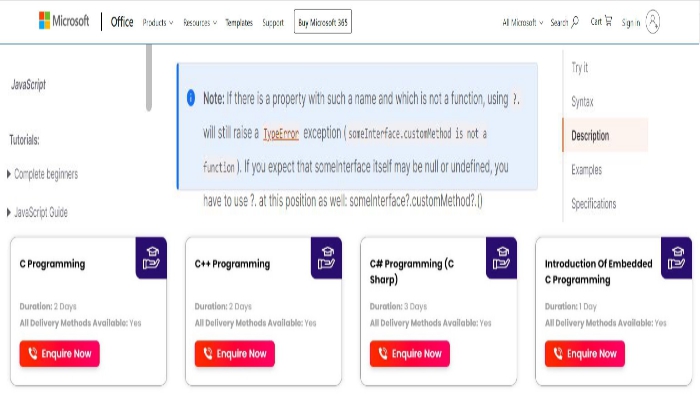 Microsoft Office Products Resources Templates Support Buy Microsoft 365 All Microsoft Search Cart Sign in
JavaScript
Tutorials:
Complete beginners
JavaScript Guide
Note: If there is a property with such a name and which is not a function, using ?.
will still raise a TypeError exception (someInterface.customMethod is not a
function). If you expect that someInterface itself may be null or undefined, you
have to use ?. at this position as well: someInterface?.customMethod?.()
Try it
Syntax
Description
Examples
Specifications
C Programming
Duration: 2 Days
All Delivery Methods Available: Yes
Enquire Now
C++ Programming
Duration: 2 Days
All Delivery Methods Available: Yes
Enquire Now
C# Programming (C
Sharp)
Duration: 3 Days
All Delivery Methods Available: Yes
Enquire Now
Introduction Of Embedded
C Programming
Duration: 1 Day
All Delivery Methods Available: Yes
Enquire Now